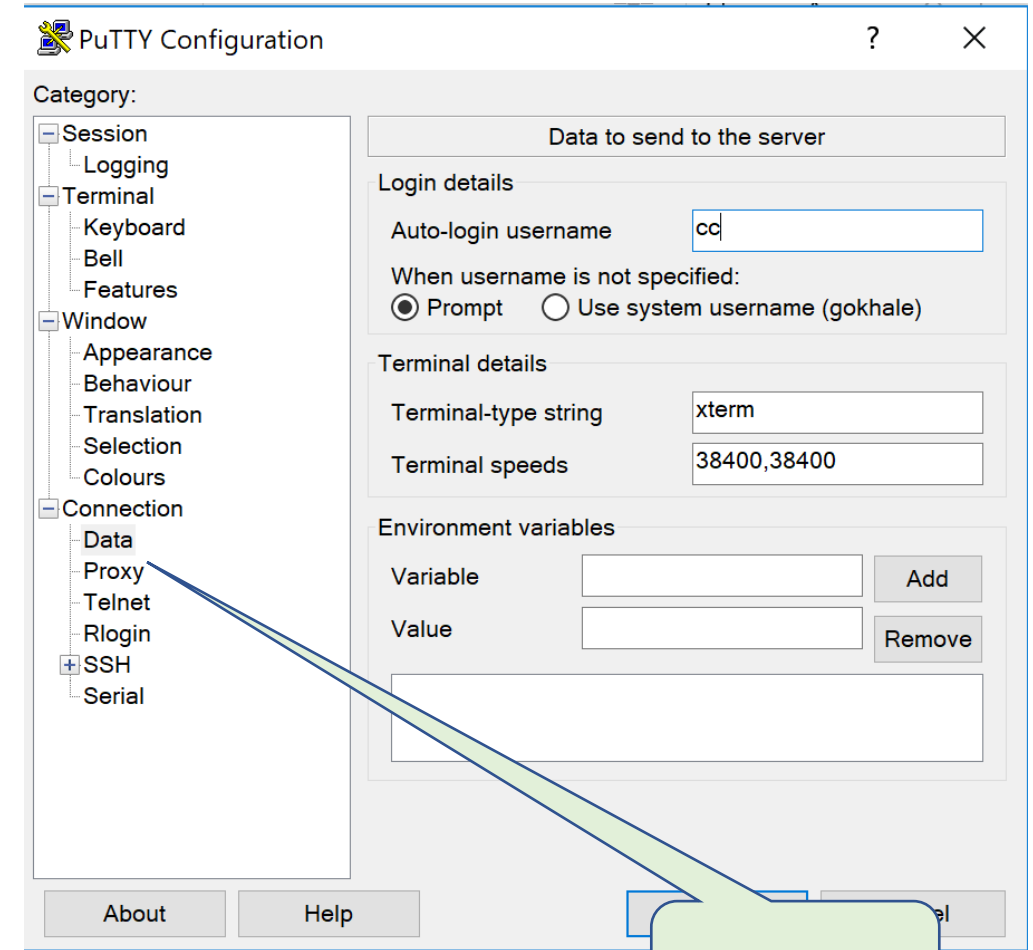 PuTTY Configuration
?
Category:
Session
Logging
Terminal
Keyboard
Bell
Features
Window
Appearance
Behaviour
Translation
Selection
Colours
Connection
Data
Proxy
Telnet
Rlogin
SSH
Serial
Data to send to the server
Login details
Auto-login username cc
When username is not specified:
Prompt Use system username (gokhale)
Terminal details
Terminal-type string xterm
Terminal speeds 38400,38400
Environment variables
Variable Add
Value Remove
About Help